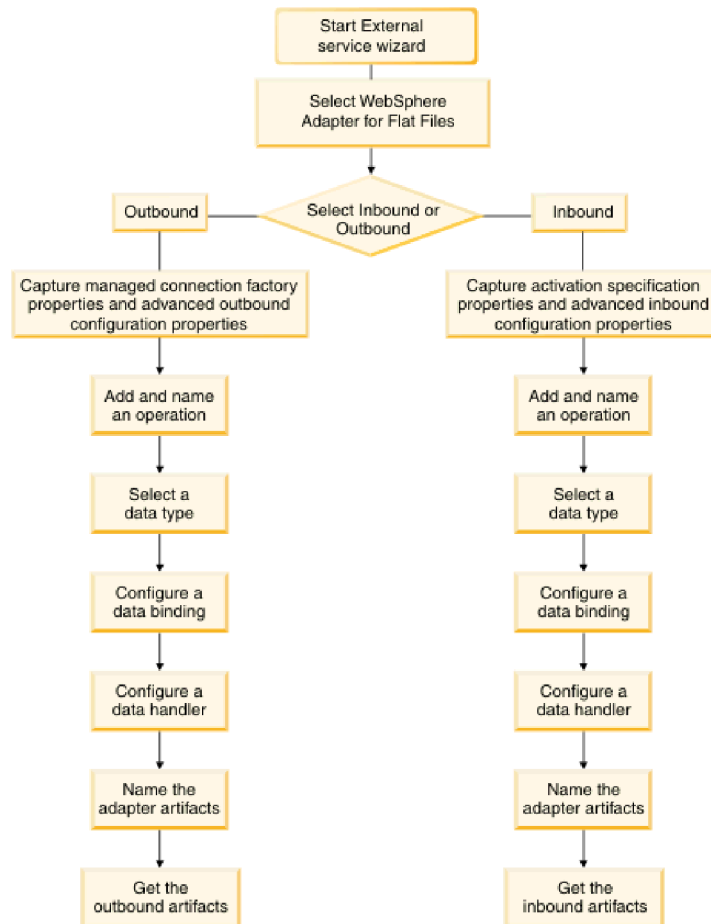 Start External
service wizard
Select WebSphere
Adapter for Flat Files
Select Inbound or
Outbound
Outbound
Inbound
Capture managed connection factory
properties and advanced outbound
configuration properties
Add and name
an operation
Select a
data type
Configure a
data binding
Configure a
data handler
Name the
adapter artifacts
Get the
outbound artifacts
Capture activation specification
properties and advanced inbound
configuration properties
Add and name
an operation
Select a
data type
Configure a
data binding
Configure a
data handler
Name the
adapter artifacts
Get the
inbound artifacts